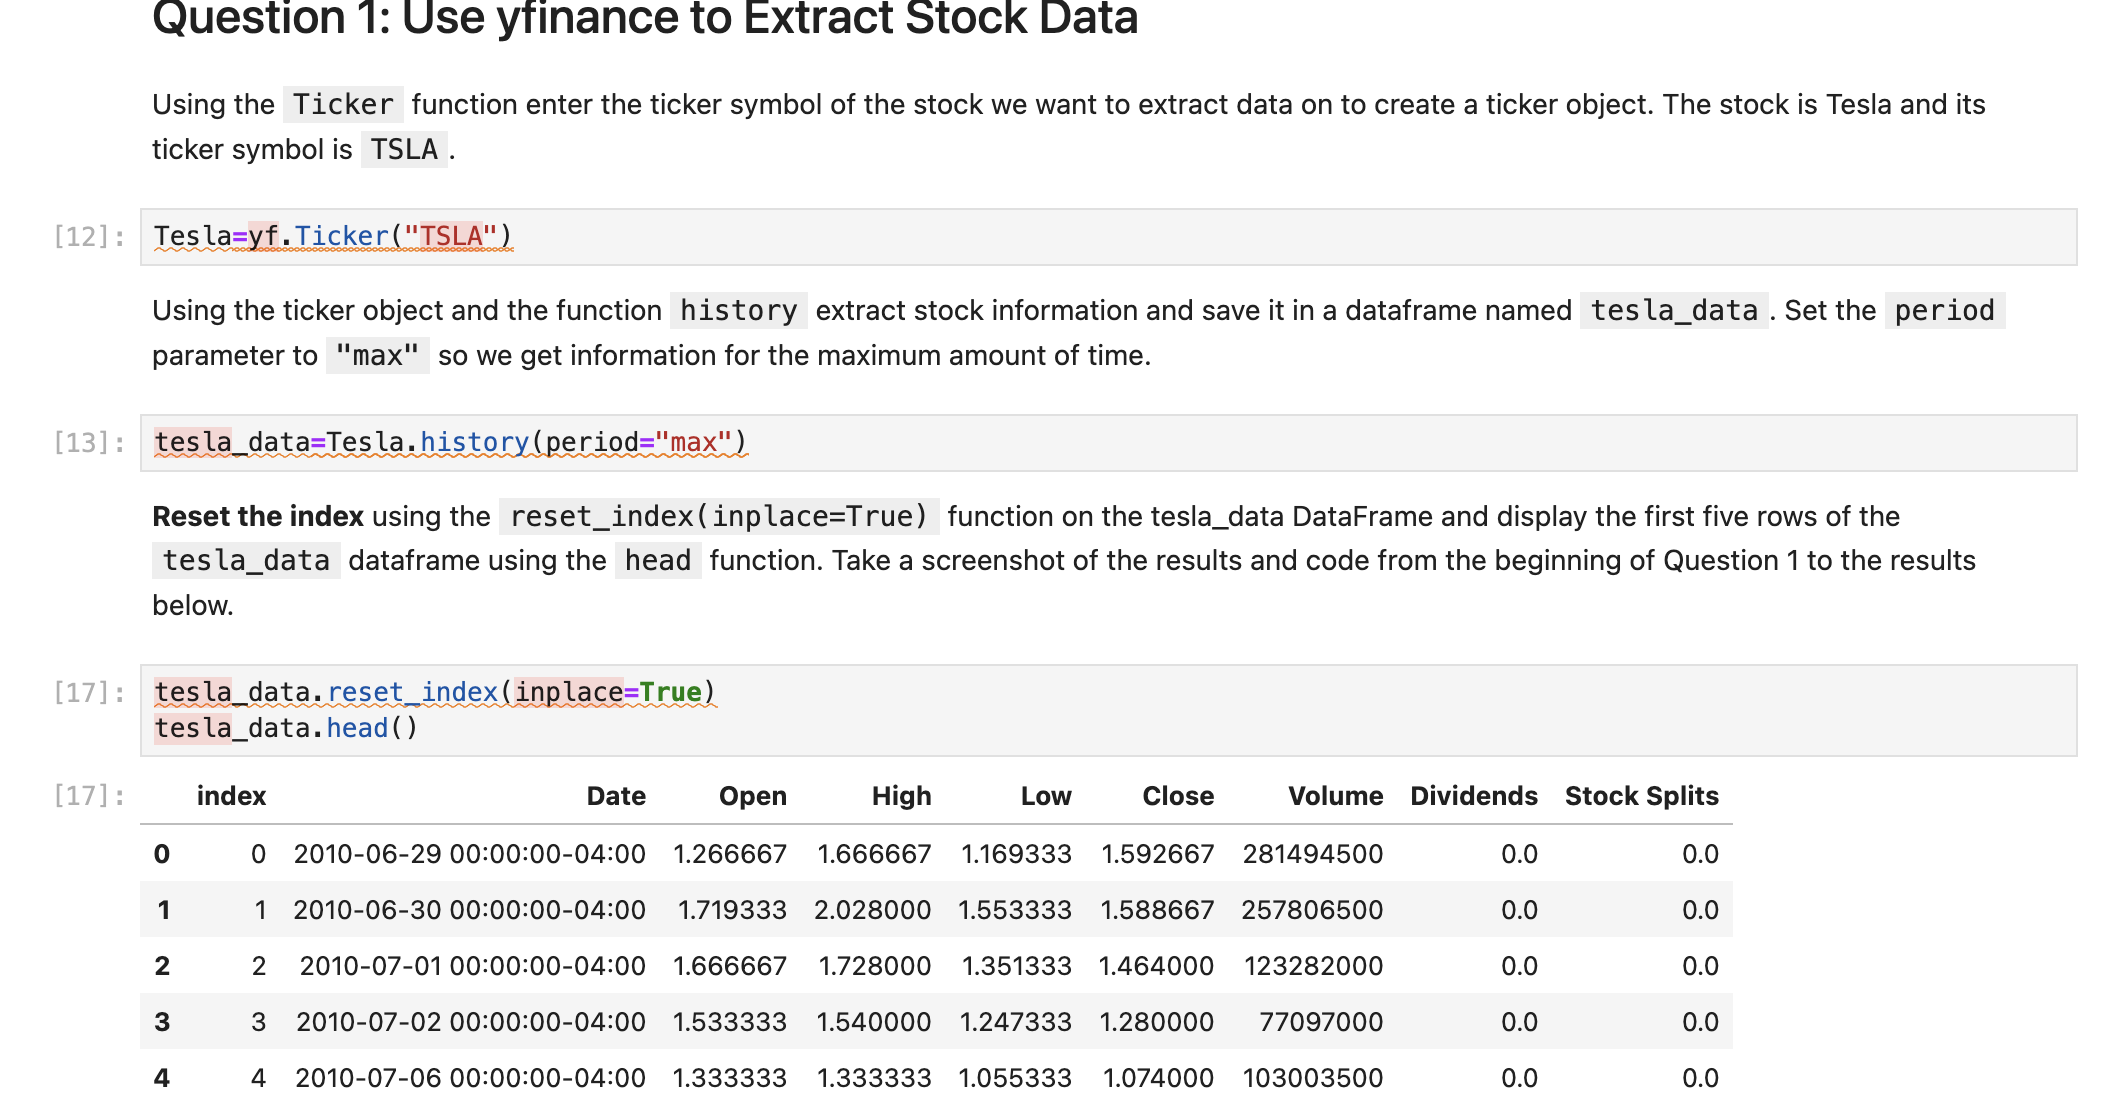 Question 1: Use yfinance to Extract Stock Data
Using the Ticker function enter the ticker symbol of the stock we want to extract data on to create a ticker object. The stock is Tesla and its
ticker symbol is TSLA .
[12]: Tesla=yf.Ticker("TSLA")
Using the ticker object and the function history extract stock information and save it in a dataframe named tesla_data . Set the period
parameter to "max" so we get information for the maximum amount of time.
[13]: tesla_data=Tesla.history(period="max")
Reset the index using the reset_index(inplace=True) function on the tesla_data DataFrame and display the first five rows of the
tesla_data dataframe using the head function. Take a screenshot of the results and code from the beginning of Question 1 to the results
below.
[17]: tesla_data.reset_index(inplace=True)
tesla_data.head()
[17]: index Date Open High Low Close Volume Dividends Stock Splits
0 0 2010-06-29 00:00:00-04:00 1.266667 1.666667 1.169333 1.592667 281494500 0.0 0.0
1 1 2010-06-30 00:00:00-04:00 1.719333 2.028000 1.553333 1.588667 257806500 0.0 0.0
2 2 2010-07-01 00:00:00-04:00 1.666667 1.728000 1.351333 1.464000 123282000 0.0 0.0
3 3 2010-07-02 00:00:00-04:00 1.533333 1.540000 1.247333 1.280000 77097000 0.0 0.0
4 4 2010-07-06 00:00:00-04:00 1.333333 1.333333 1.055333 1.074000 103003500 0.0 0.0